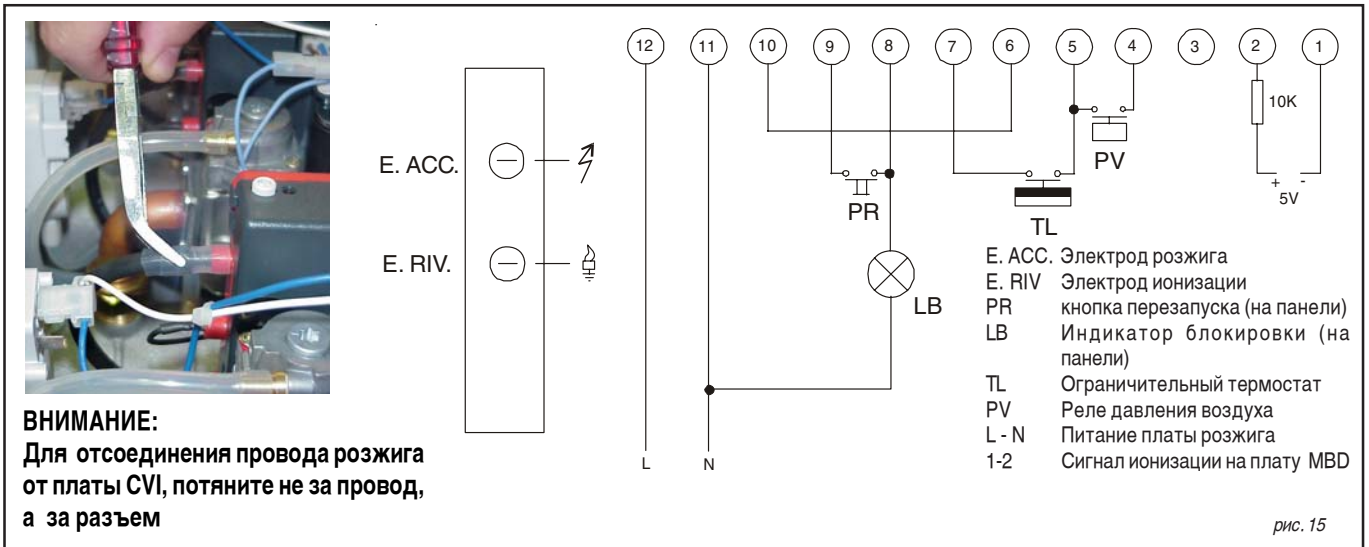 12 11 10 9 8 7 6 5 4 3 2 1
10K
E. ACC.
PV
+ -
5V
PR
TL
E. RIV.
LB
L N
E. ACC. Электрод розжига
E. RIV Электрод ионизации
PR кнопка перезапуска (на панели)
LB Индикатор блокировки (на
панели)
TL Ограничительный термостат
PV Реле давления воздуха
L - N Питание платы розжига
1-2 Сигнал ионизации на плату MBD
ВНИМАНИЕ:
Для отсоединения провода розжига
от платы CVI, потяните не за провод,
а за разъем
рис. 15